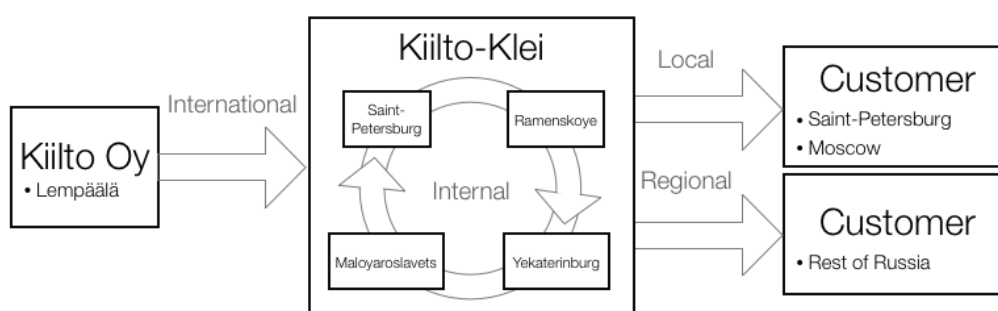 Kiilto Oy
• Lempäälä
International
Kiilto-Klei
Saint-
Petersburg
Ramenskoye
Internal
Maloyaroslavets
Yekaterinburg
Local
Customer
• Saint-Petersburg
• Moscow
Regional
Customer
• Rest of Russia